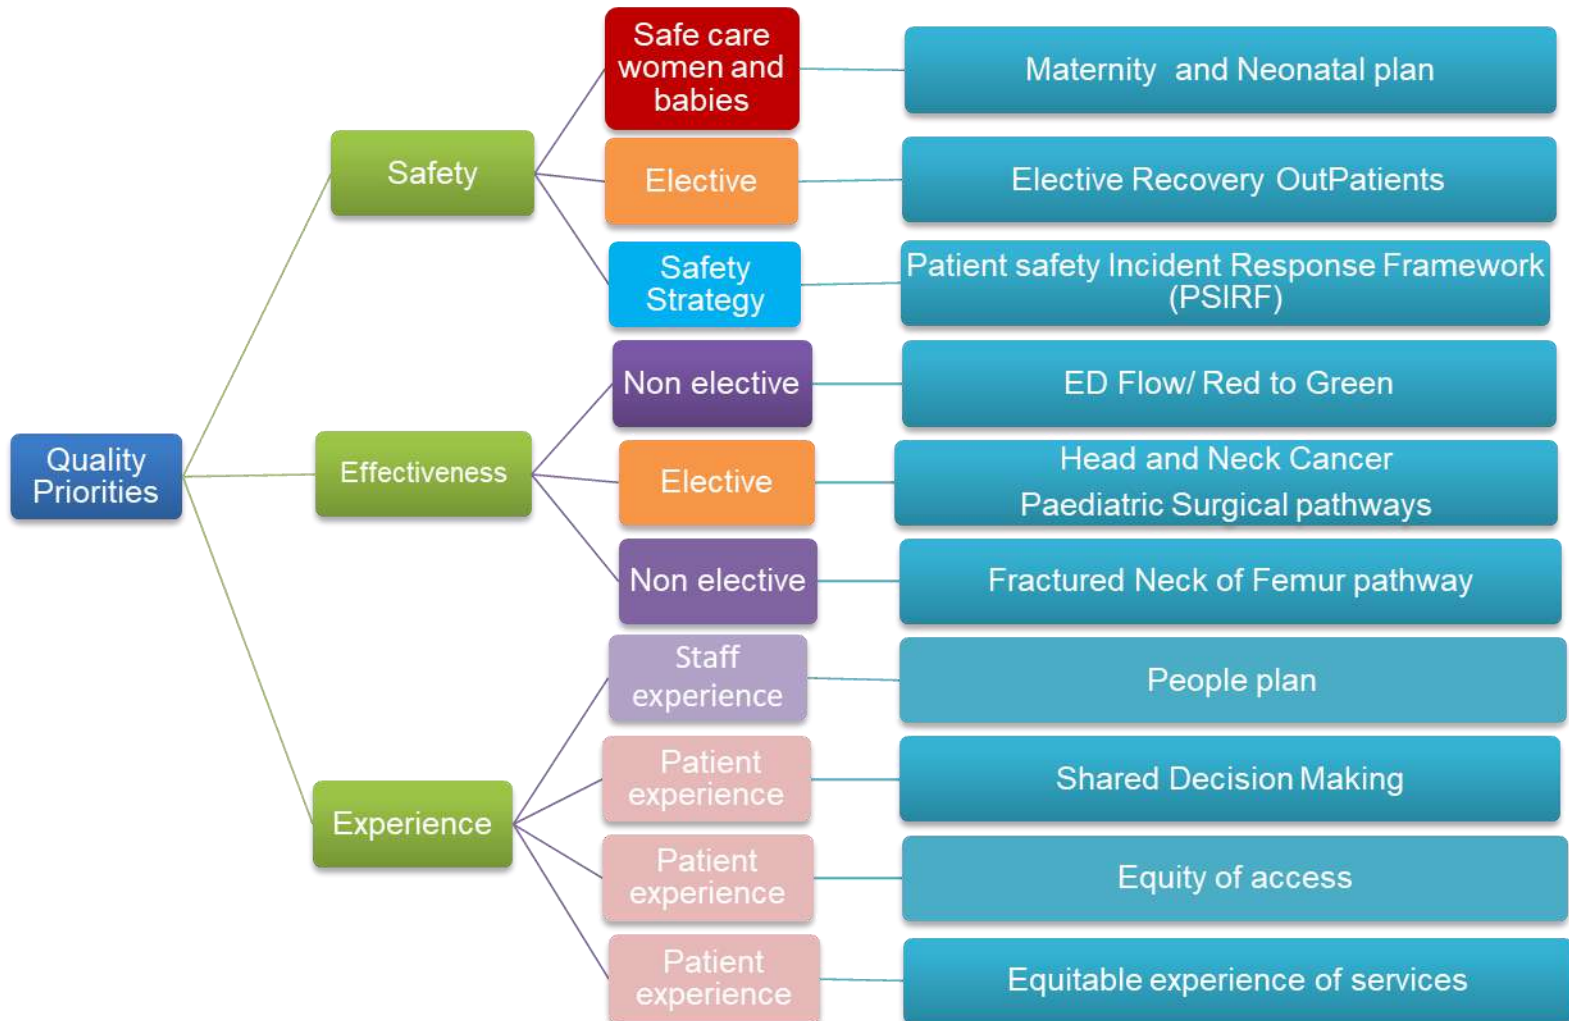 Quality
Priorities
Safety
Safe care
women and
babies
Maternity and Neonatal plan
Elective
Elective Recovery OutPatients
Safety
Strategy
Patient safety Incident Response Framework
(PSIRF)
Effectiveness
Non elective
ED Flow/ Red to Green
Elective
Head and Neck Cancer
Paediatric Surgical pathways
Non elective
Fractured Neck of Femur pathway
Experience
Staff
experience
People plan
Patient
experience
Shared Decision Making
Patient
experience
Equity of access
Patient
experience
Equitable experience of services